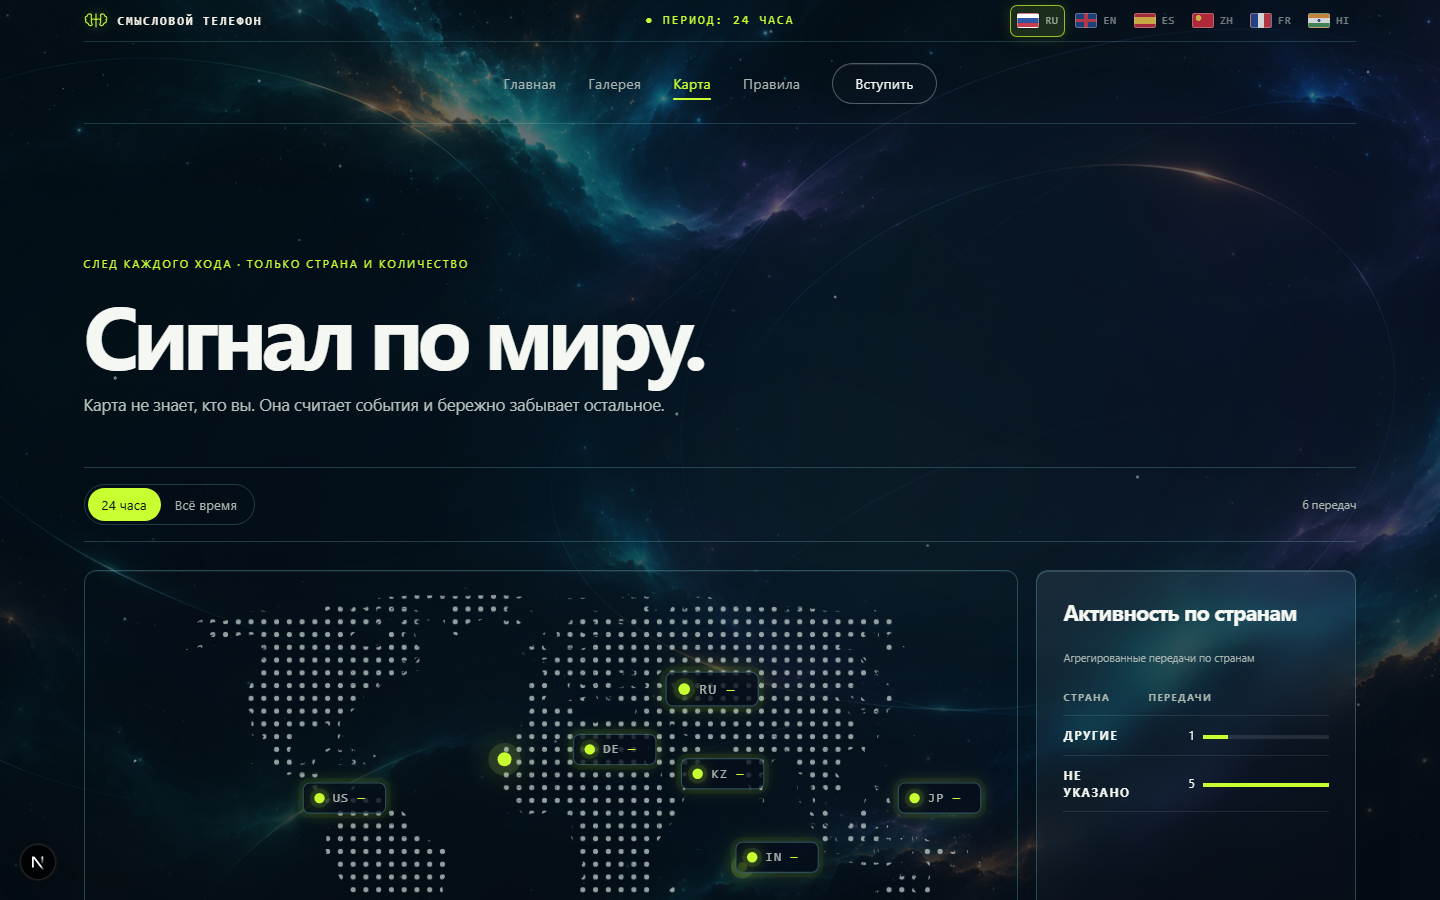 СМЫСЛОВОЙ ТЕЛЕФОН
ПЕРИОД: 24 ЧАСА
RU
EN
ES
ZH
FR
HI
Главная
Галерея
Карта
Правила
Вступить
СЛЕД КАЖДОГО ХОДА · ТОЛЬКО СТРАНА И КОЛИЧЕСТВО
Сигнал по миру.
Карта не знает, кто вы. Она считает события и бережно забывает остальное.
24 часа
Всё время
6 передач
RU —
DE —
KZ —
US —
JP —
IN —
Активность по странам
Агрегированные передачи по странам
СТРАНА ПЕРЕДАЧИ
ДРУГИЕ 1
НЕ
УКАЗАНО 5
N